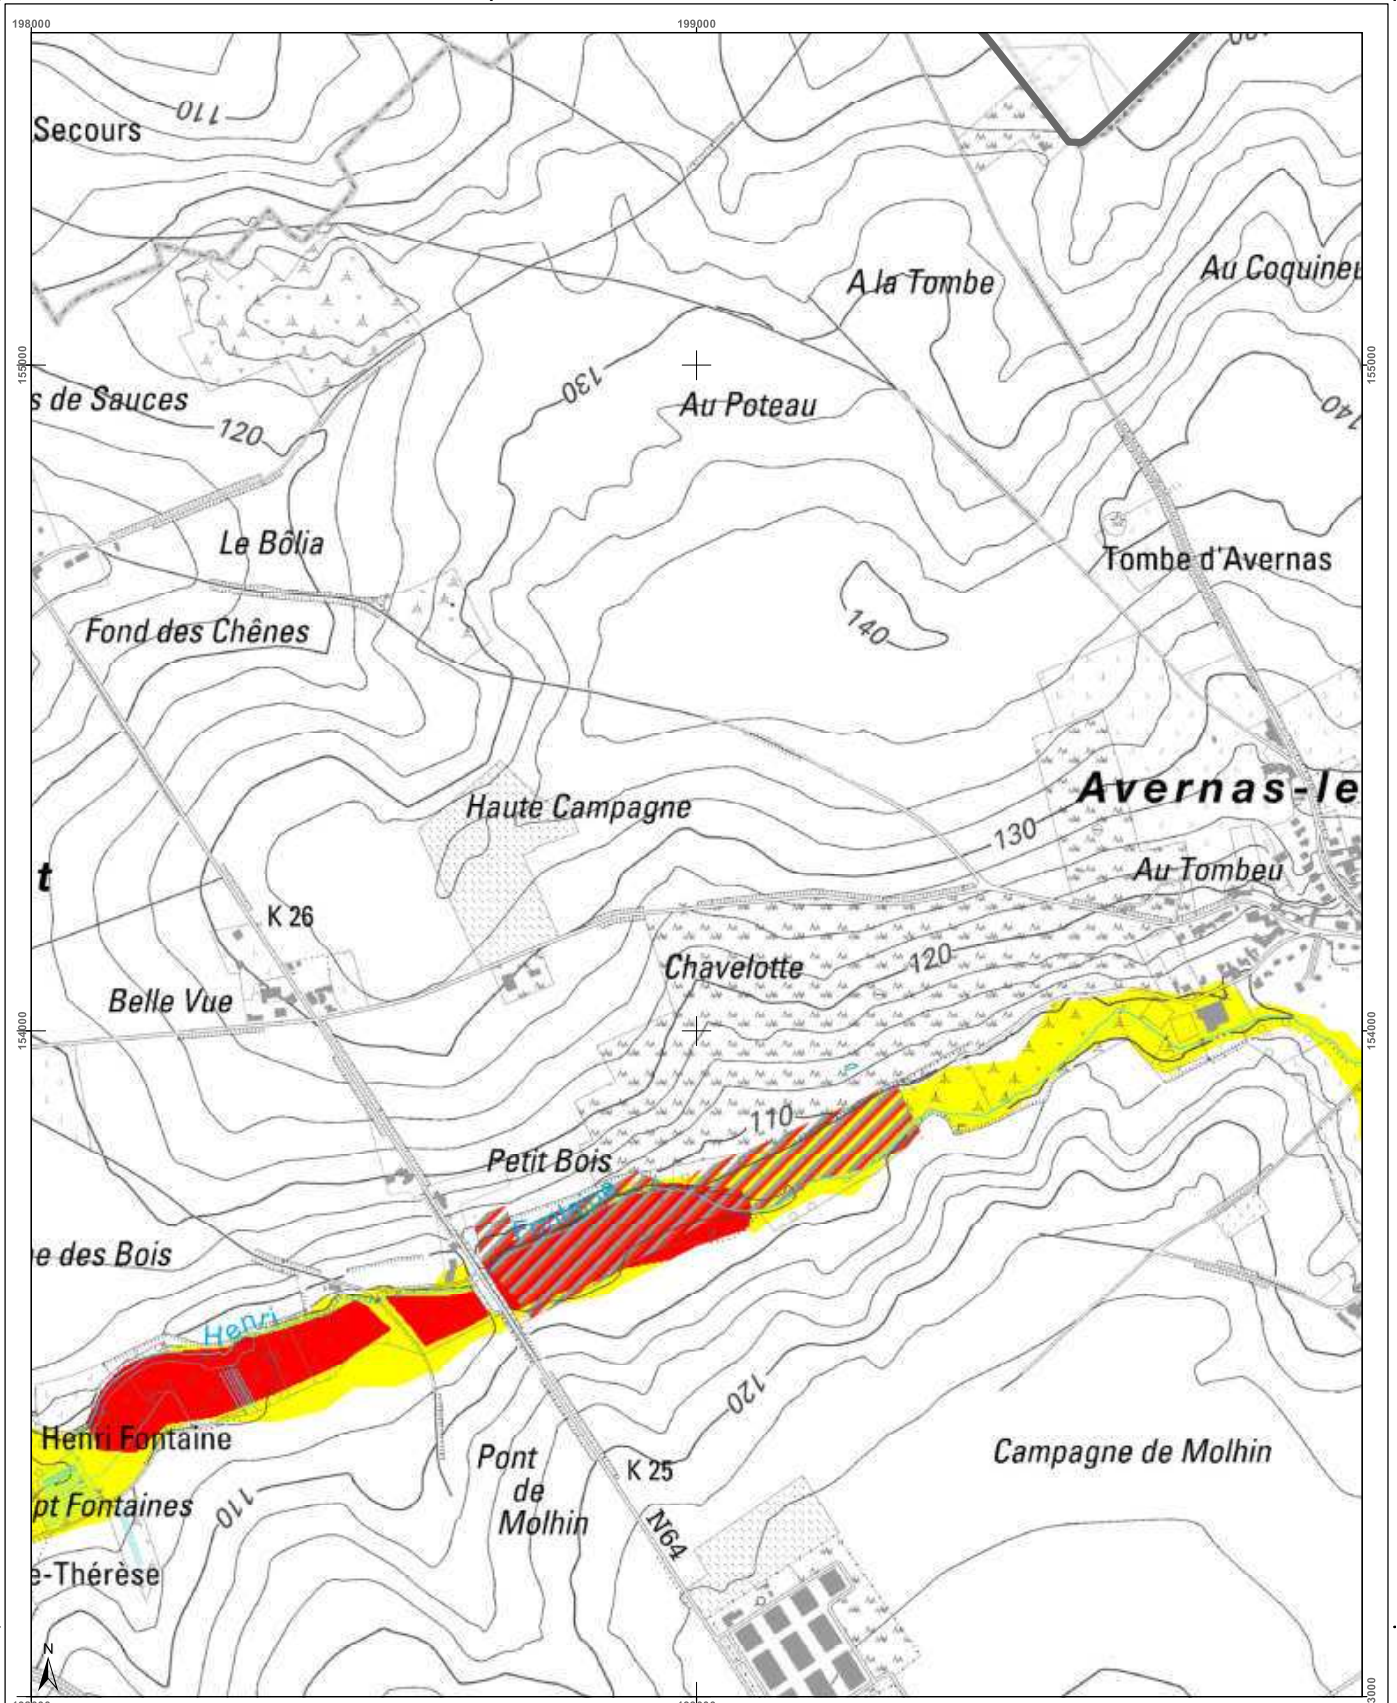 198000
199000
110
Secours
A la Tombe
Au Coquineu
155000
155000
s de Sauces
130
Au Poteau
140
120
Le Bôlia
Tombe d'Avernas
Fond des Chênes
140
Avernas-le
Haute Campagne
130
Au Tombeu
t
K 26
Chavelotte
120
Belle Vue
154000
154000
110
Petit Bois
Fontaine
e des Bois
Henri
120
Henri Fontaine
Pont
de
Molhin
K 25
Campagne de Molhin
pt Fontaines
110
N64
e-Thérèse
N